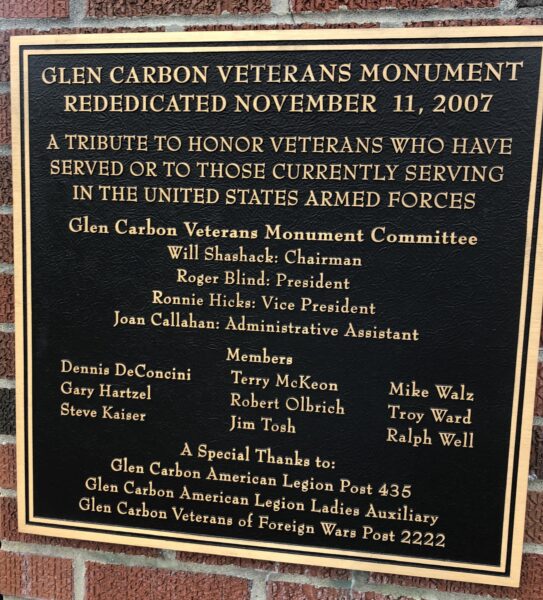 GLEN CARBON VETERANS MONUMENT
REDEDICATED NOVEMBER 11, 2007
A TRIBUTE TO HONOR VETERANS WHO HAVE
SERVED OR TO THOSE CURRENTLY SERVING
IN THE UNITED STATES ARMED FORCES
Glen Carbon Veterans Monument Committee
Will Shashack: Chairman
Roger Blind: President
Ronnie Hicks: Vice President
Joan Callahan: Administrative Assistant
Members
Dennis DeConcini Terry McKeon Mike Walz
Gary Hartzel Robert Olbrich Troy Ward
Steve Kaiser Jim Tosh Ralph Well
A Special Thanks to:
Glen Carbon American Legion Post 435
Glen Carbon American Legion Ladies Auxiliary
Glen Carbon Veterans of Foreign Wars Post 2222